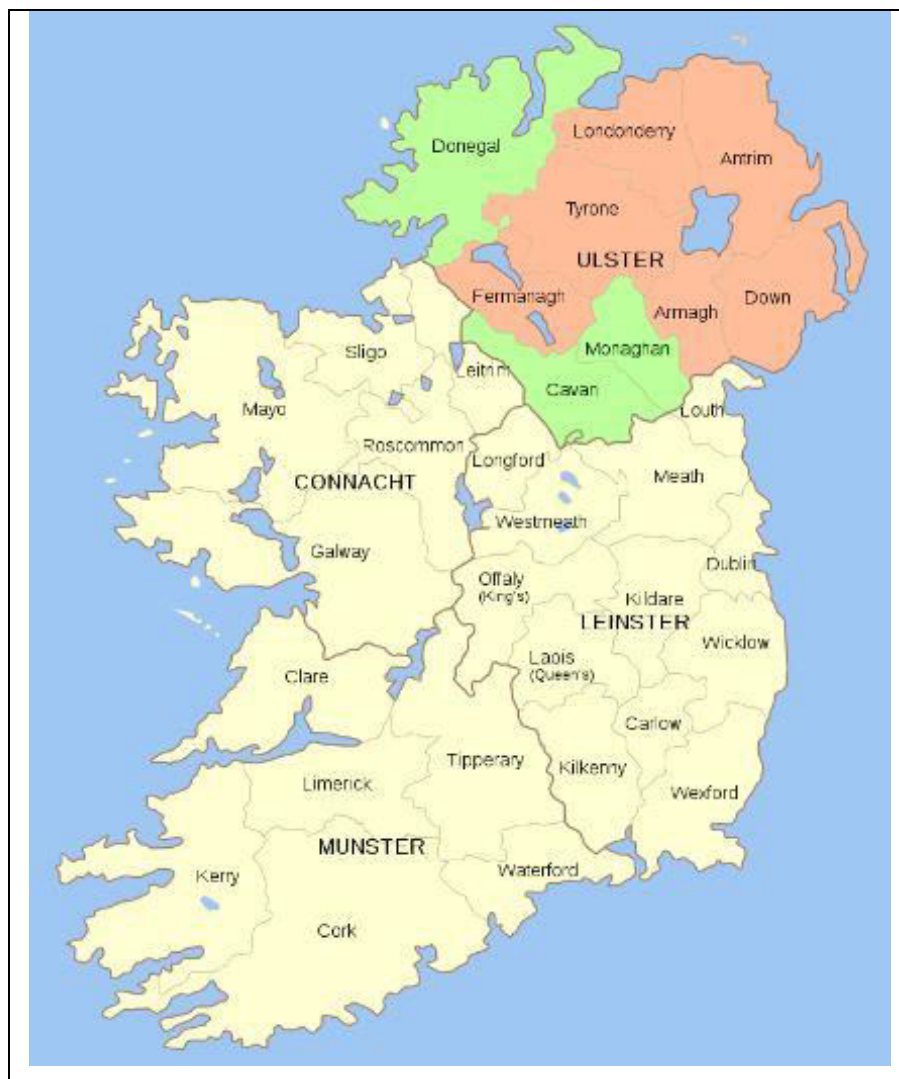 Londonderry
Donegal
Antrim
Tyrone
ULSTER
Fermanagh
Down
Armagh
Monaghan
Sligo
Leitrim
Cavan
Mayo
Louth
Roscommon
Longford
Meath
CONNACHT
Westmeath
Galway
Dublin
Offaly
(King's)
Kildare
LEINSTER
Wicklow
Laois
(Queen's)
Clare
Carlow
Tipperary
Kilkenny
Limerick
Wexford
MUNSTER
Waterford
Kerry
Cork